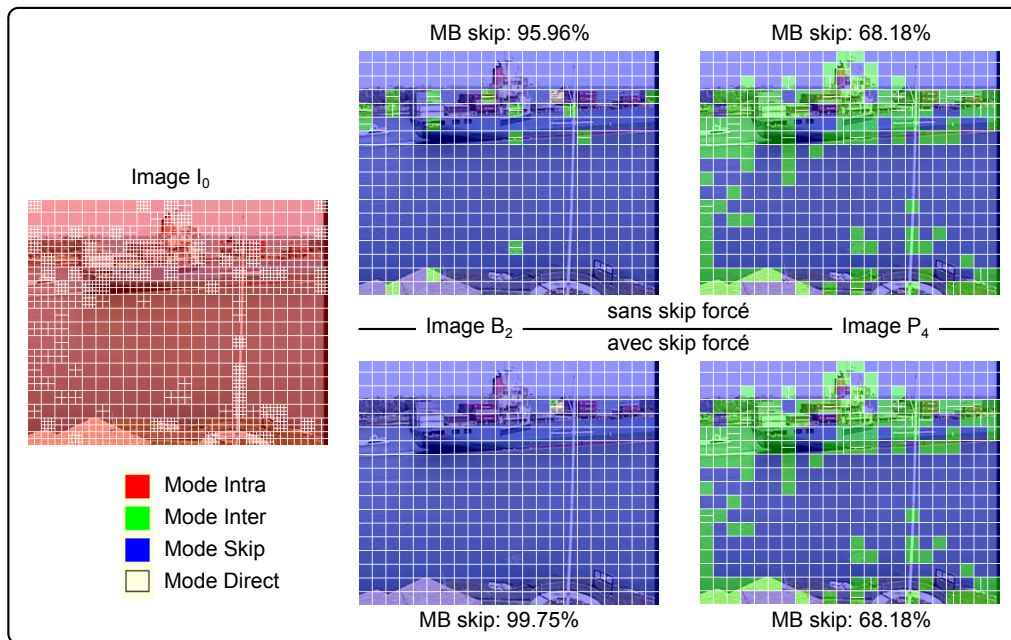 MB skip: 95.96%
MB skip: 68.18%
Image I₀
sans skip forcé
Image B₂
Image P₄
avec skip forcé
Mode Intra
Mode Inter
Mode Skip
Mode Direct
MB skip: 99.75%
MB skip: 68.18%